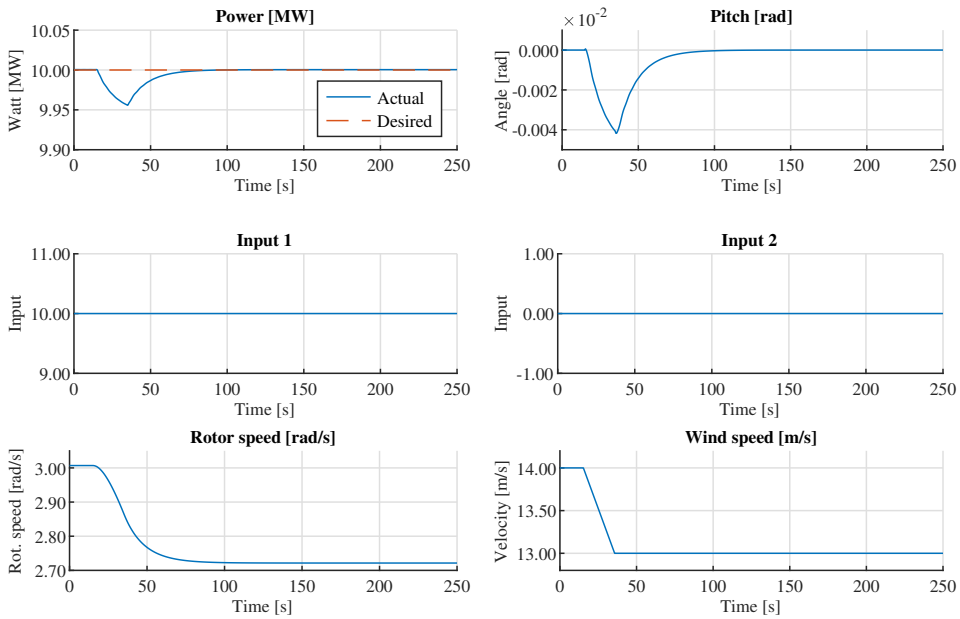 Power [MW]
Watt [MW]
10.05
10.00
9.95
9.90
Actual
Desired
0 50 100 150 200 250
Time [s]
Pitch [rad]
× 10^-2
Angle [rad]
0.000
-0.002
-0.004
0 50 100 150 200 250
Time [s]
Input 1
Input
11.00
10.00
9.00
0 50 100 150 200 250
Time [s]
Input 2
Input
1.00
0.00
-1.00
0 50 100 150 200 250
Time [s]
Rotor speed [rad/s]
Rot. speed [rad/s]
3.00
2.90
2.80
2.70
0 50 100 150 200 250
Time [s]
Wind speed [m/s]
Velocity [m/s]
14.00
13.50
13.00
0 50 100 150 200 250
Time [s]